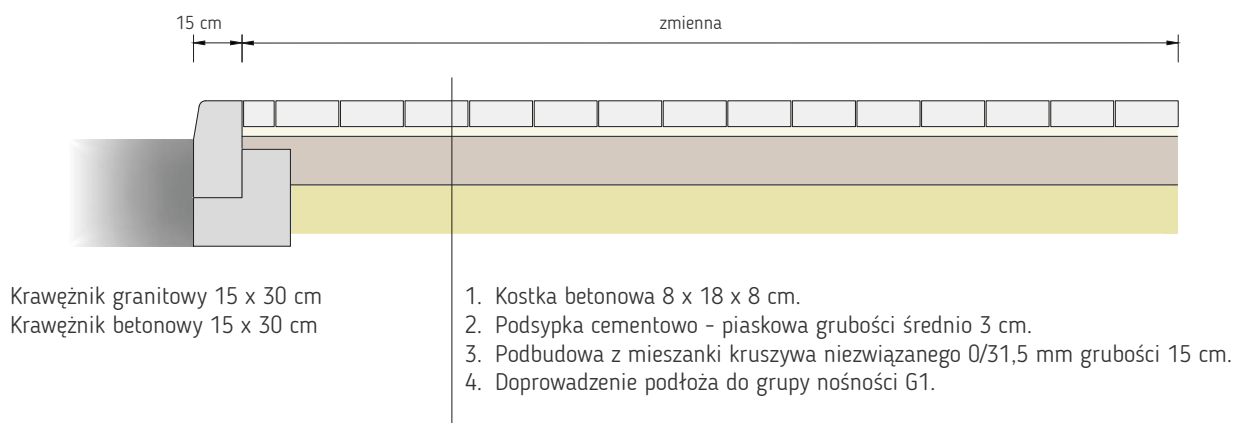 15 cm
zmienna
Krawężnik granitowy 15 x 30 cm
Krawężnik betonowy 15 x 30 cm
1. Kostka betonowa 8 x 18 x 8 cm.
2. Podsypka cementowo - piaskowa grubości średnio 3 cm.
3. Podbudowa z mieszanki kruszywa niezwiązanego 0/31,5 mm grubości 15 cm.
4. Doprowadzenie podłoża do grupy nośności G1.